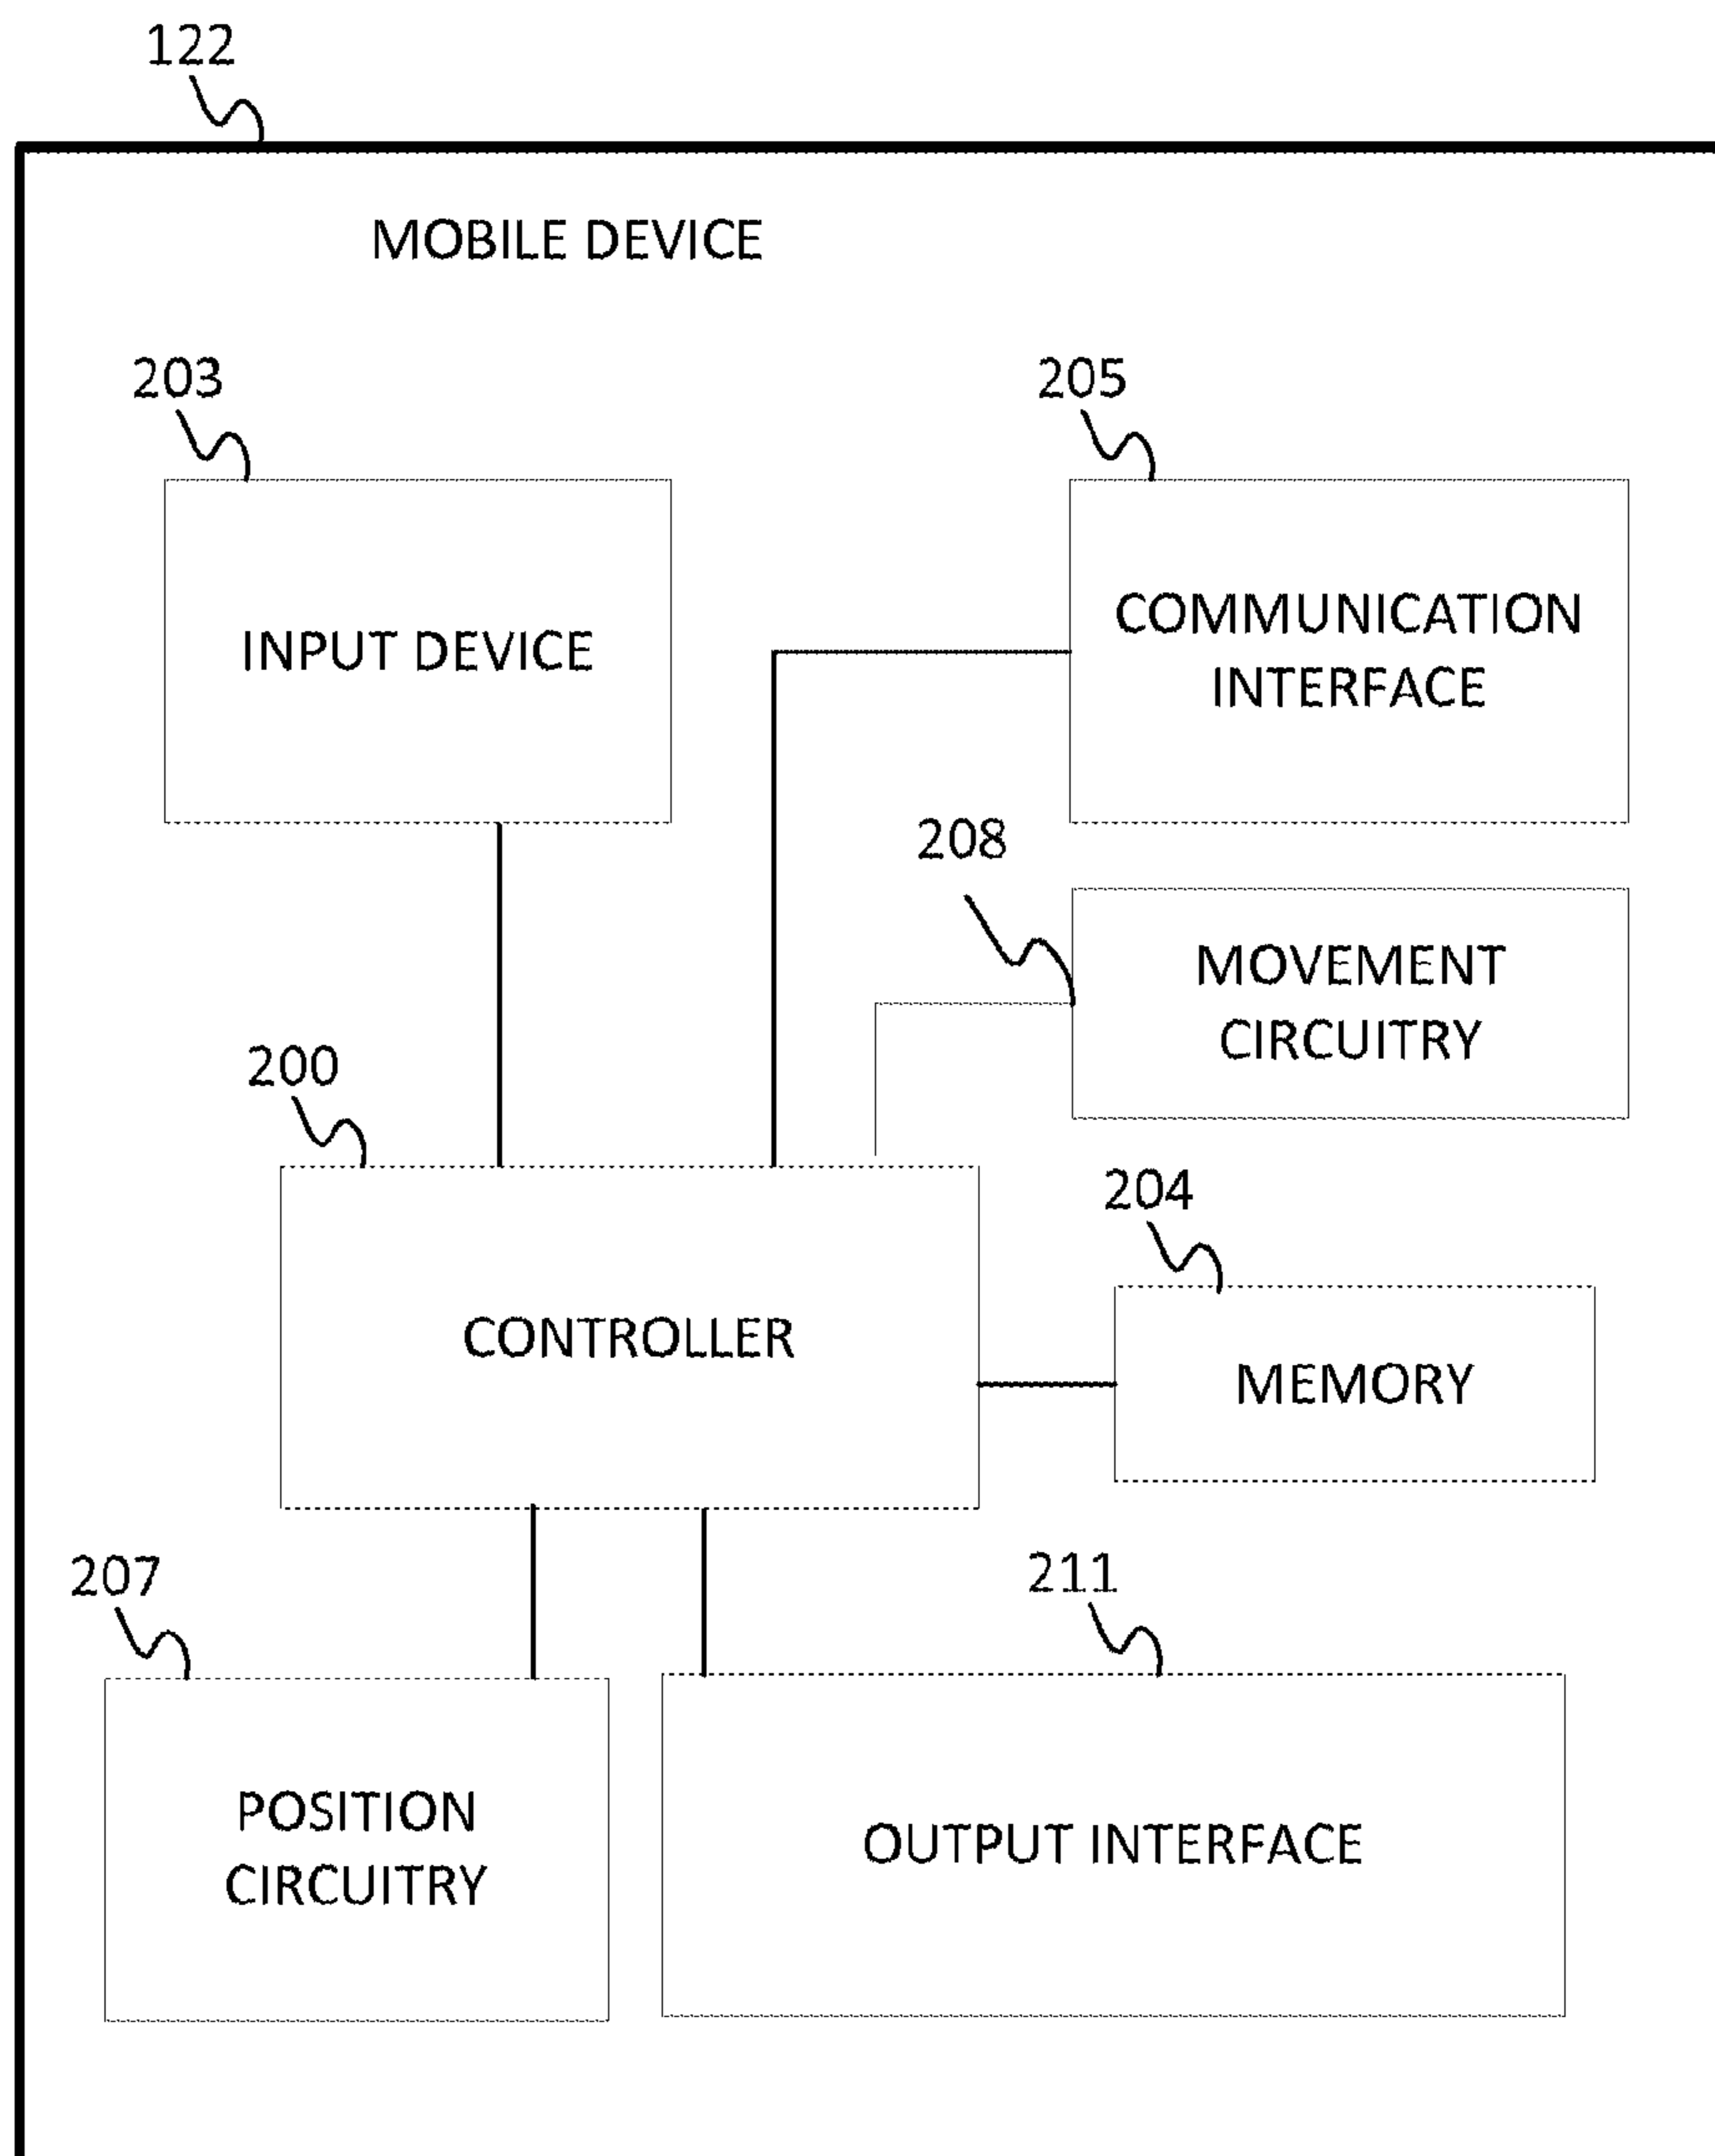 122
MOBILE DEVICE
203
205
INPUT DEVICE
COMMUNICATION
INTERFACE
208
MOVEMENT
CIRCUITRY
200
204
CONTROLLER
MEMORY
207
211
POSITION
CIRCUITRY
OUTPUT INTERFACE